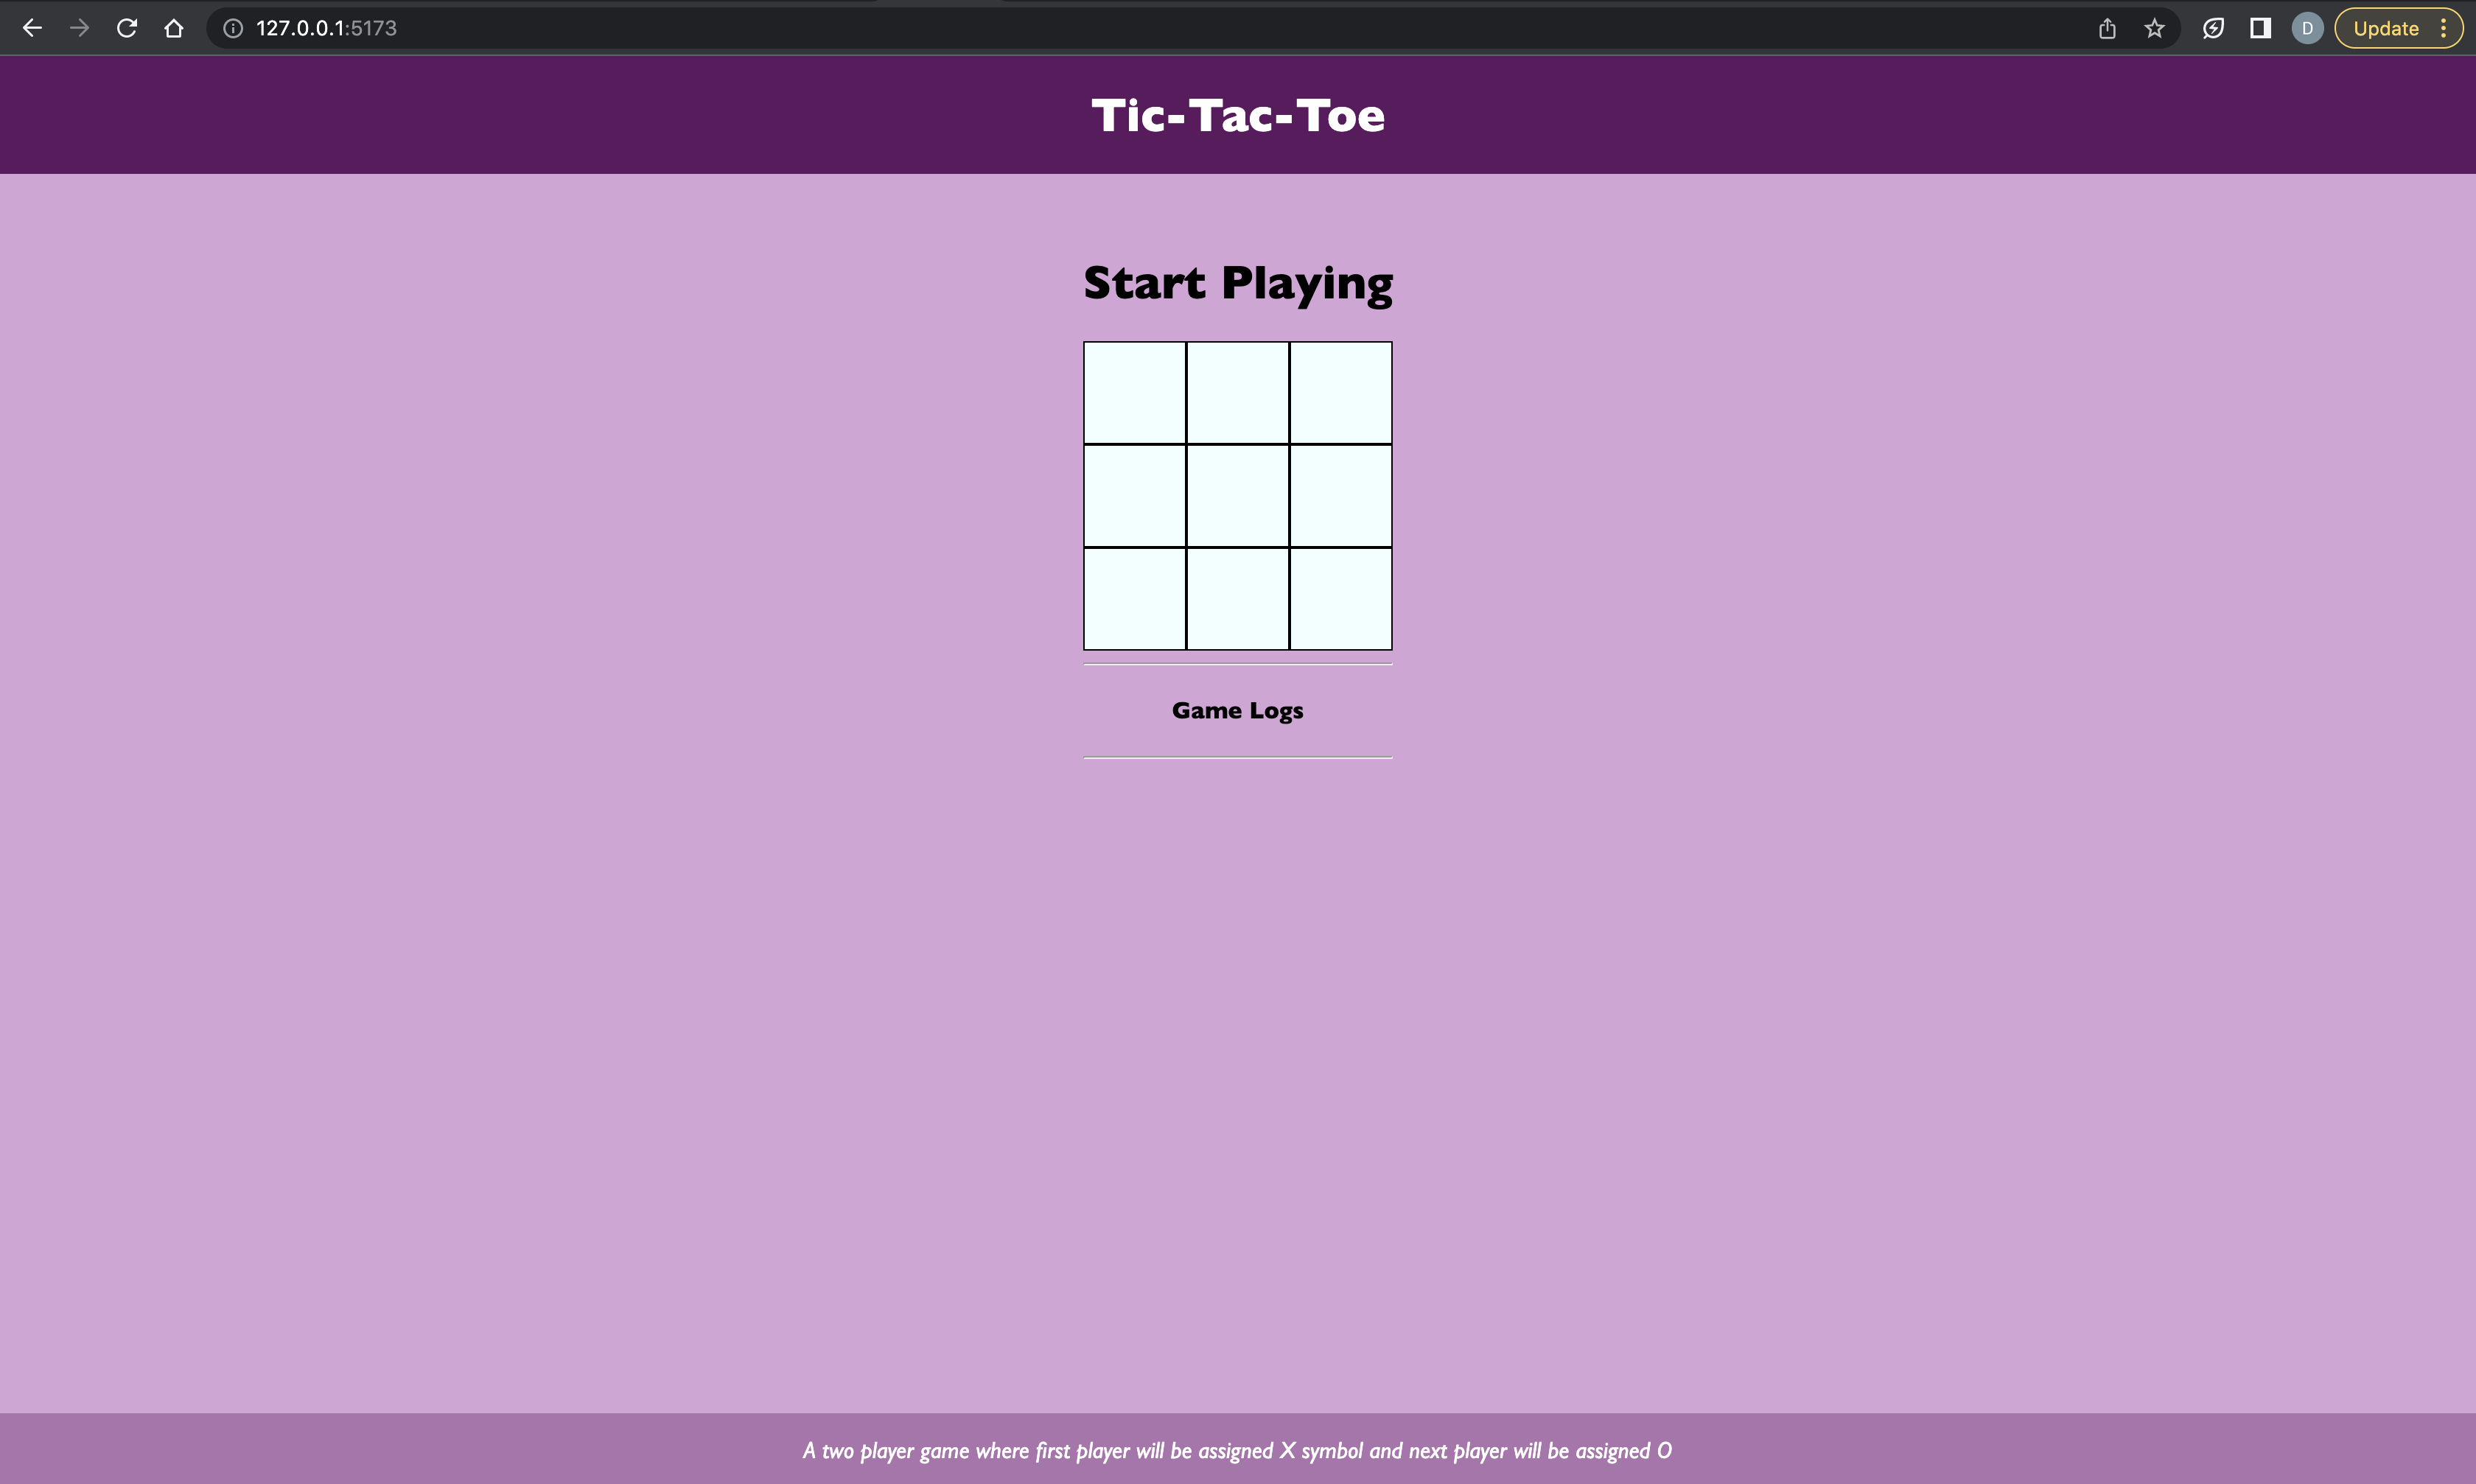 127.0.0.1:5173
D
Update
Tic-Tac-Toe
Start Playing
Game Logs
A two player game where first player will be assigned X symbol and next player will be assigned O